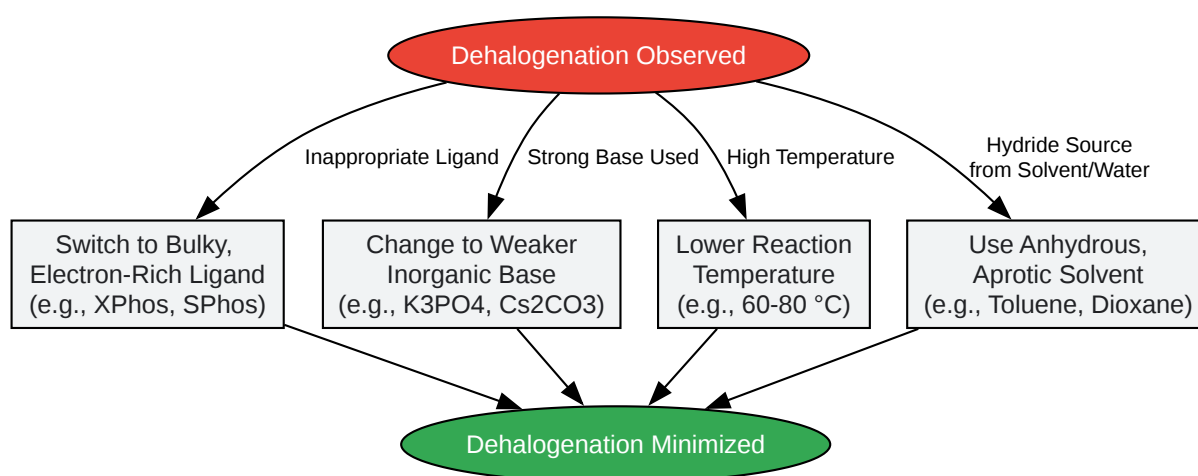 Dehalogenation Observed
Inappropriate Ligand
Strong Base Used
High Temperature
Hydride Source
from Solvent/Water
Switch to Bulky,
Electron-Rich Ligand
(e.g., XPhos, SPhos)
Change to Weaker
Inorganic Base
(e.g., K3PO4, Cs2CO3)
Lower Reaction
Temperature
(e.g., 60-80 °C)
Use Anhydrous,
Aprotic Solvent
(e.g., Toluene, Dioxane)
Dehalogenation Minimized